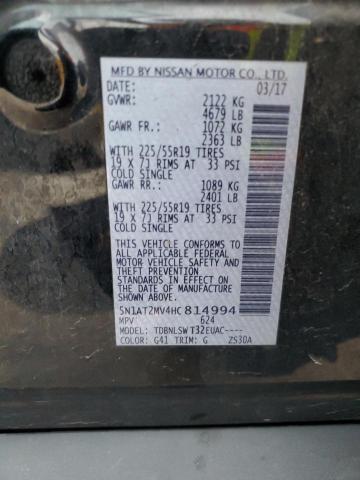 MFD BY NISSAN MOTOR CO., LTD.
DATE: 03/17
GVWR: 2122 KG
4679 LB
GAWR FR.: 1072 KG
2363 LB
WITH 225/55R19 TIRES
19 X 7J RIMS AT 33 PSI
COLD SINGLE
GAWR RR.: 1089 KG
2401 LB
WITH 225/55R19 TIRES
19 X 7J RIMS AT 33 PSI
COLD SINGLE
THIS VEHICLE CONFORMS TO
ALL APPLICABLE FEDERAL
MOTOR VEHICLE SAFETY AND
THEFT PREVENTION
STANDARDS IN EFFECT ON
THE DATE OF MANUFACTURE
SHOWN ABOVE.
5N1AT2MV4HC814994
MPV 624
MODEL: TDBNLSW T32EUAC----
COLOR: G41 TRIM: G ZS30A